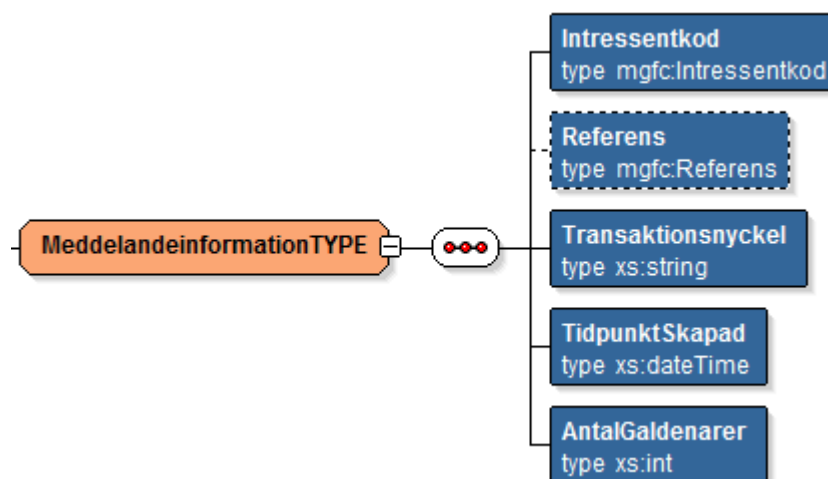 Intressentkod
type mgfc:Intressentkod
Referens
type mgfc:Referens
MeddelandeinformationTYPE
Transaktionsnyckel
type xs:string
TidpunktSkapad
type xs:dateTime
AntalGaldenarer
type xs:int